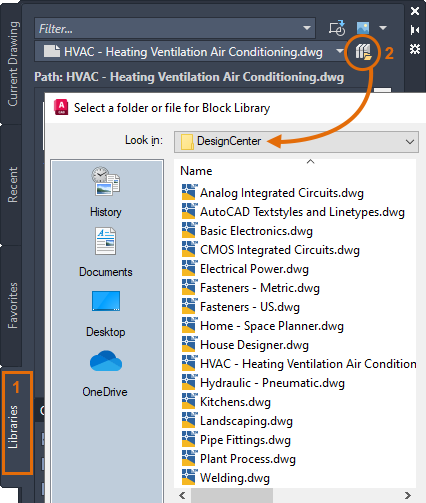 Current Drawing
Recent
Favorites
1
Libraries
Filter...
HVAC - Heating Ventilation Air Conditioning.dwg
2
Path: HVAC - Heating Ventilation Air Conditioning.dwg
Select a folder or file for Block Library
Look in:
DesignCenter
History
Documents
Desktop
OneDrive
Name
Analog Integrated Circuits.dwg
AutoCAD Textstyles and Linetypes.dwg
Basic Electronics.dwg
CMOS Integrated Circuits.dwg
Electrical Power.dwg
Fasteners - Metric.dwg
Fasteners - US.dwg
Home - Space Planner.dwg
House Designer.dwg
HVAC - Heating Ventilation Air Condition
Hydraulic - Pneumatic.dwg
Kitchens.dwg
Landscaping.dwg
Pipe Fittings.dwg
Plant Process.dwg
Welding.dwg